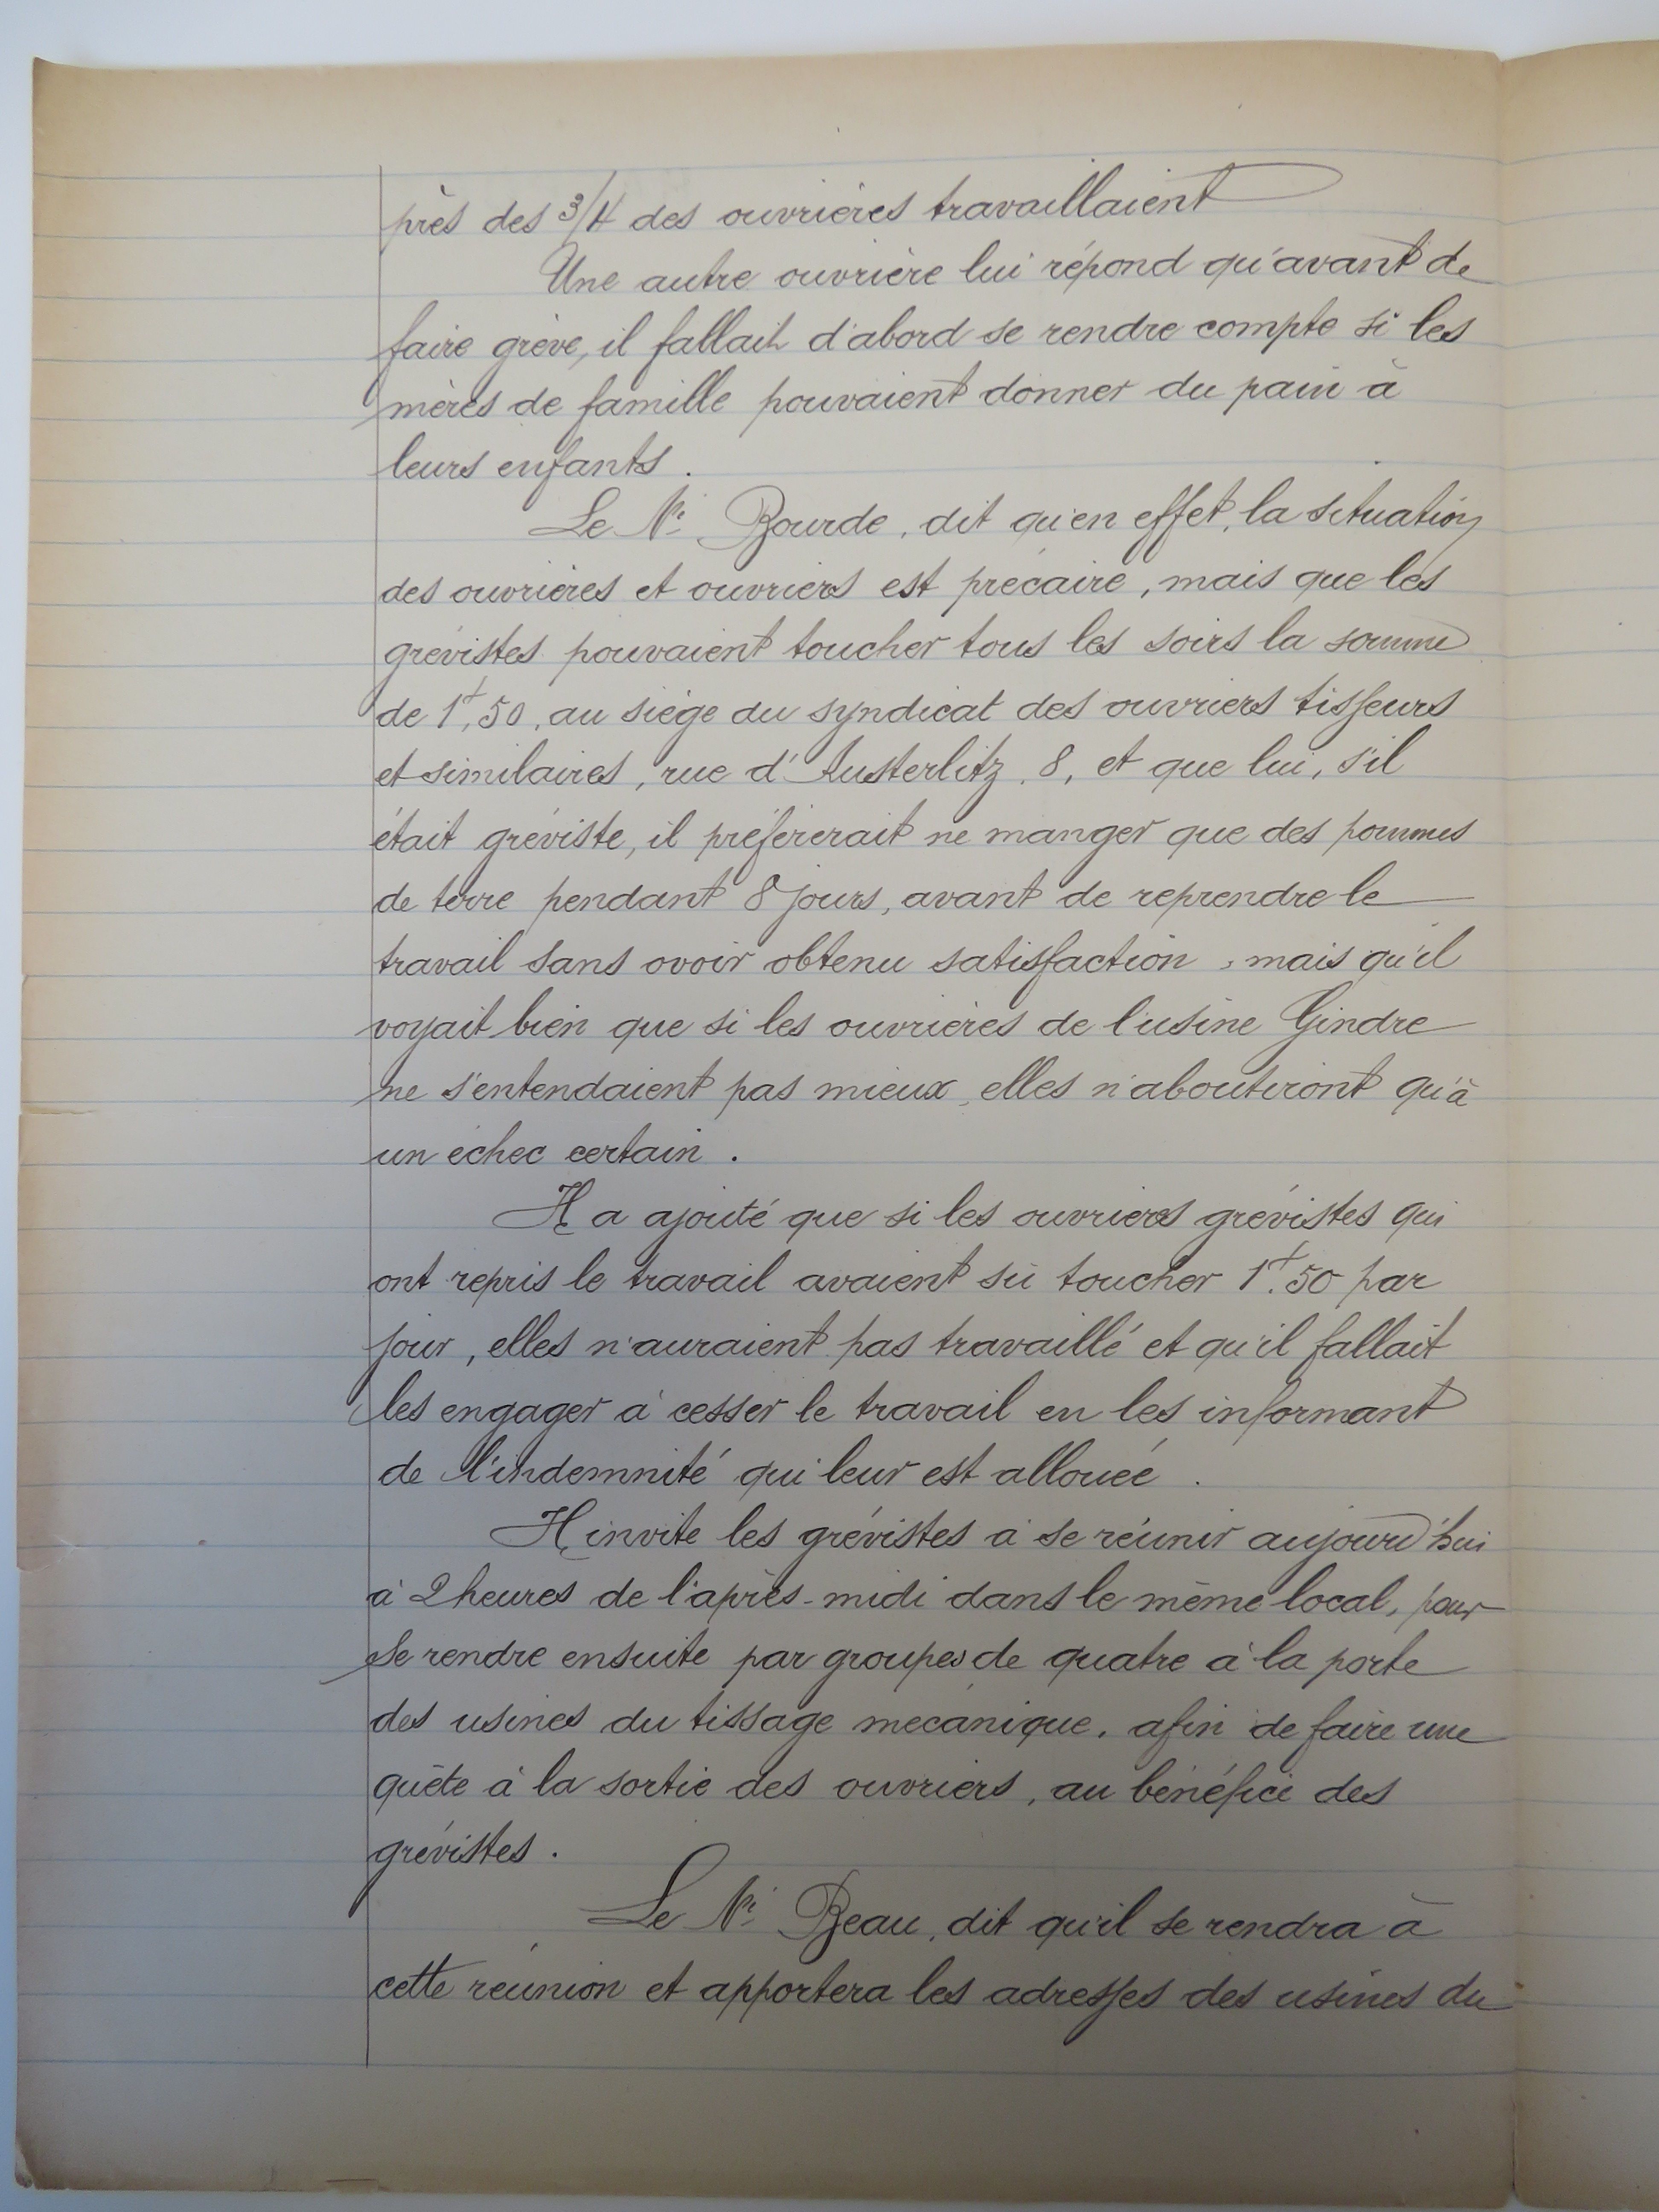 près des 3/4 des ouvrières travaillaient
Une autre ouvrière lui répond qu'avant de
faire grève, il fallait d'abord se rendre compte si les
mères de famille pouvaient donner du pain à
leurs enfants.
Le Sr Bourde, dit qu'en effet, la situation
des ouvrières et ouvriers est précaire, mais que les
grévistes pouvaient toucher tous les soirs la somme
de 1f,50, au siège du syndicat des ouvriers tisseurs
et similaires, rue d'Austerlitz, 8, et que lui, s'il
était gréviste, il préfèrerait ne manger que des pommes
de terre pendant 8 jours, avant de reprendre le
travail sans ovoir obtenu satisfaction, mais qu'il
voyait bien que si les ouvrières de l'usine Gindre
ne s'entendaient pas mieux, elles n'aboutiront qu'à
un échec certain.
Il a ajouté que si les ouvriers grévistes qui
ont repris le travail avaient sù toucher 1f.50 par
jour, elles n'auraient pas travaillé et qu'il fallait
les engager à cesser le travail en les informant
de l'indemnité qui leur est allouée.
Il invite les grévistes à se réunir aujourd'hui
à 2 heures de l'après-midi dans le même local, pour
se rendre ensuite par groupes de quatre à la porte
des usines du tissage mécanique, afin de faire une
quête à la sortie des ouvriers, au bénéfice des
grévistes.
Le Sr Beau, dit qu'il se rendra à
cette réunion et apportera les adresses des usines du